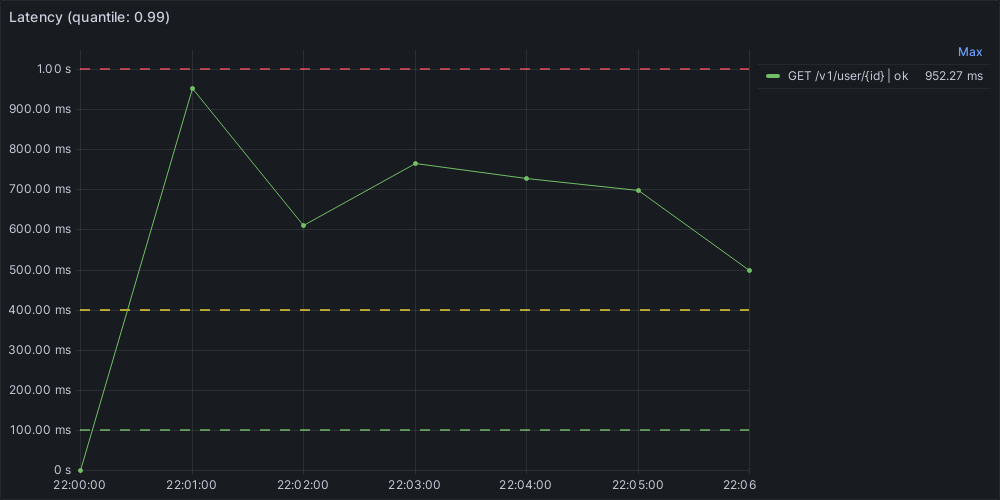 Latency (quantile: 0.99)
Max
GET /v1/user/{id} | ok 952.27 ms
1.00 s
900.00 ms
800.00 ms
700.00 ms
600.00 ms
500.00 ms
400.00 ms
300.00 ms
200.00 ms
100.00 ms
0 s
22:00:00 22:01:00 22:02:00 22:03:00 22:04:00 22:05:00 22:06